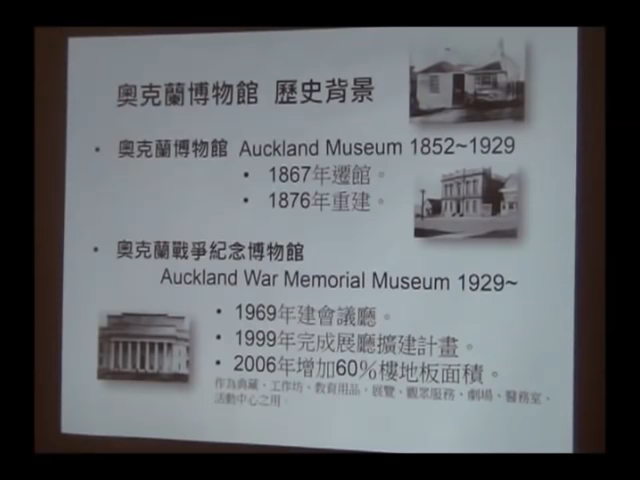 奧克蘭博物館 歷史背景
• 奧克蘭博物館 Auckland Museum 1852~1929
• 1867年遷館。
• 1876年重建。
• 奧克蘭戰爭紀念博物館
Auckland War Memorial Museum 1929~
• 1969年建會議廳。
• 1999年完成展廳擴建計畫。
• 2006年增加60%樓地板面積。
作為典藏、工作坊、教育用品、展覽、觀眾服務、劇場、醫務室、
活動中心之用。